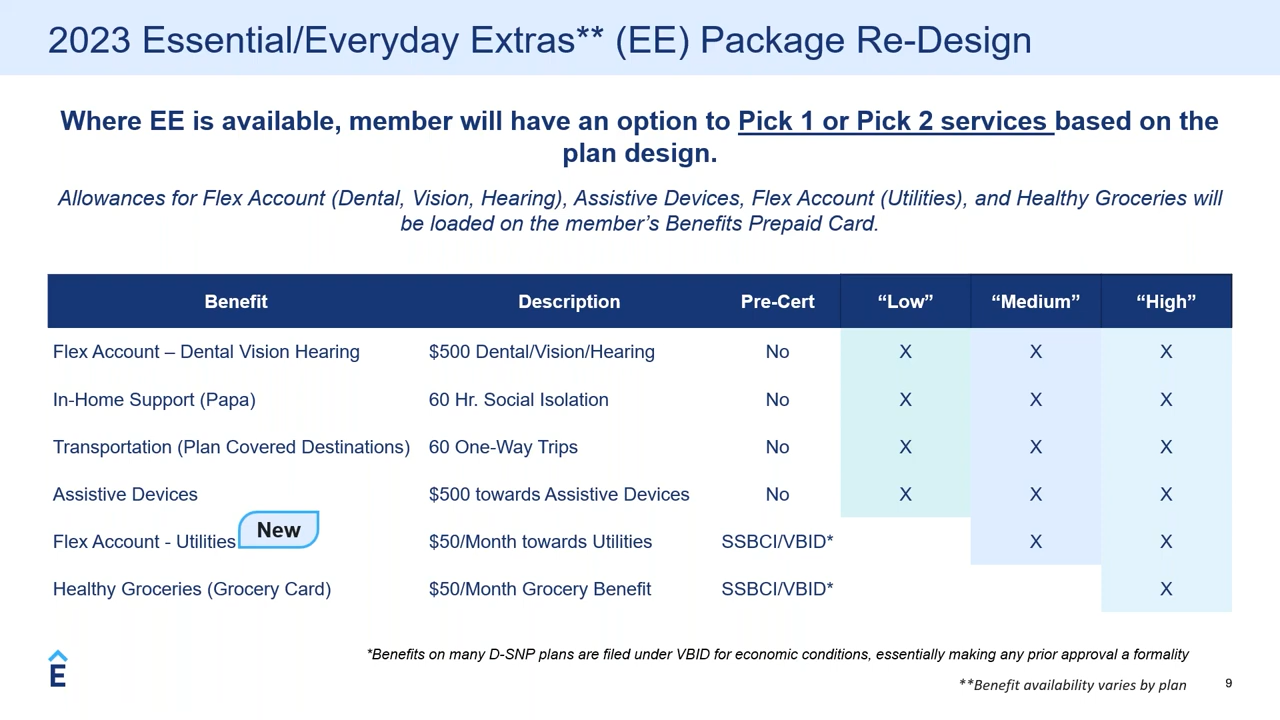 2023 Essential/Everyday Extras** (EE) Package Re-Design
Where EE is available, member will have an option to Pick 1 or Pick 2 services based on the
plan design.
Allowances for Flex Account (Dental, Vision, Hearing), Assistive Devices, Flex Account (Utilities), and Healthy Groceries will
be loaded on the member’s Benefits Prepaid Card.
Benefit Description Pre-Cert “Low” “Medium” “High”
Flex Account – Dental Vision Hearing $500 Dental/Vision/Hearing No X X X
In-Home Support (Papa) 60 Hr. Social Isolation No X X X
Transportation (Plan Covered Destinations) 60 One-Way Trips No X X X
Assistive Devices $500 towards Assistive Devices No X X X
New
Flex Account - Utilities $50/Month towards Utilities SSBCI/VBID* X X
Healthy Groceries (Grocery Card) $50/Month Grocery Benefit SSBCI/VBID* X
*Benefits on many D-SNP plans are filed under VBID for economic conditions, essentially making any prior approval a formality
E
**Benefit availability varies by plan 9